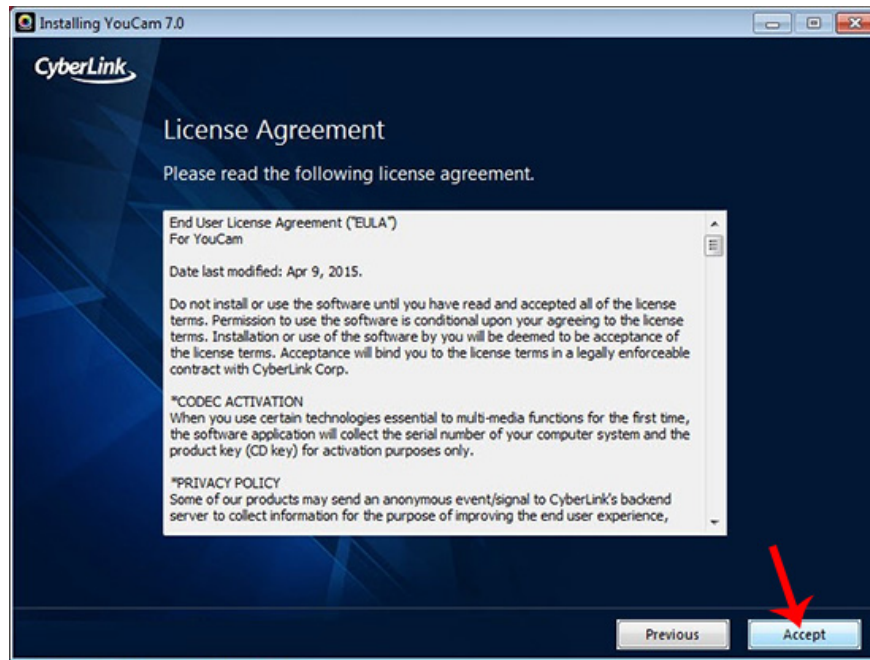 Installing YouCam 7.0
CyberLink
License Agreement
Please read the following license agreement.
End User License Agreement ("EULA")
For YouCam
Date last modified: Apr 9, 2015.
Do not install or use the software until you have read and accepted all of the license
terms. Permission to use the software is conditional upon your agreeing to the license
terms. Installation or use of the software by you will be deemed to be acceptance of
the license terms. Acceptance will bind you to the license terms in a legally enforceable
contract with CyberLink Corp.
*CODEC ACTIVATION
When you use certain technologies essential to multi-media functions for the first time,
the software application will collect the serial number of your computer system and the
product key (CD key) for activation purposes only.
*PRIVACY POLICY
Some of our products may send an anonymous event/signal to CyberLink's backend
server to collect information for the purpose of improving the end user experience,
Previous
Accept